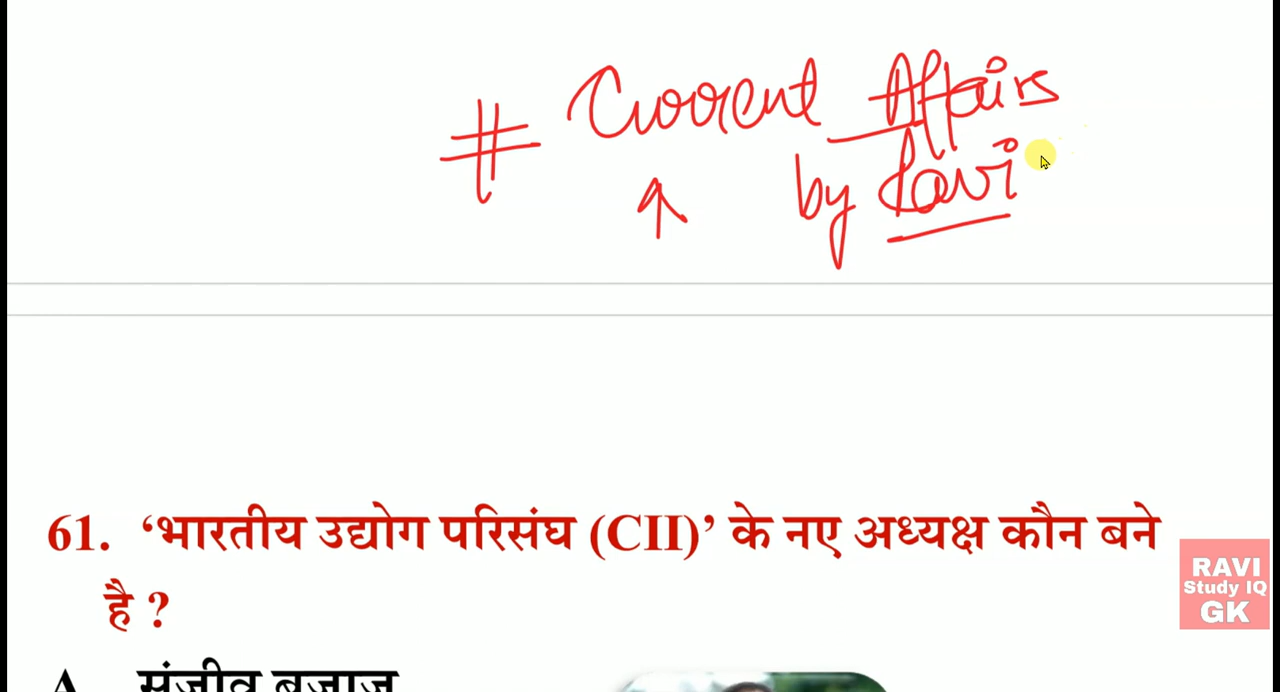 # Current Affairs
by Ravi
61. ‘भारतीय उद्योग परिसंघ (CII)’ के नए अध्यक्ष कौन बने
है ?
A. संजीव बजाज
RAVI
Study IQ
GK